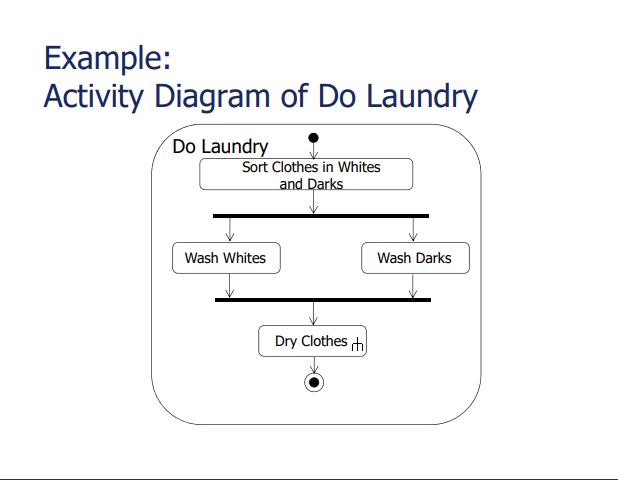 Example:
Activity Diagram of Do Laundry
Do Laundry
Sort Clothes in Whites
and Darks
Wash Whites
Wash Darks
Dry Clothes